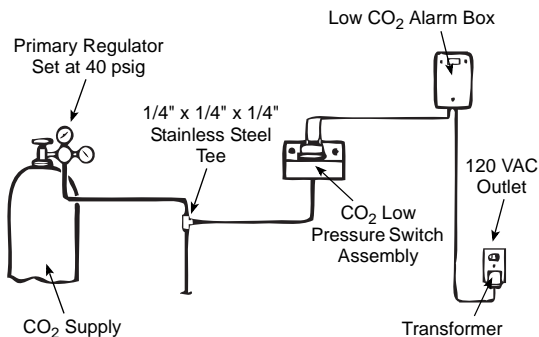 Low CO₂ Alarm Box
Primary Regulator
Set at 40 psig
1/4" x 1/4" x 1/4"
Stainless Steel
Tee
120 VAC
Outlet
CO₂ Low
Pressure Switch
Assembly
CO₂ Supply
Transformer